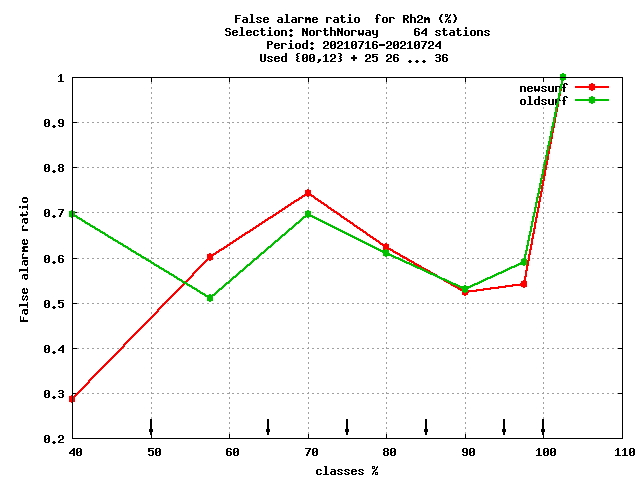 False alarme ratio  for Rh2m (%)
Selection: NorthNorway     64 stations
Period: 20210716-20210724
Used {00,12} + 25 26 ... 36
newsurf
oldsurf
1
0.9
0.8
0.7
0.6
0.5
0.4
0.3
0.2
False alarme ratio
40 50 60 70 80 90 100 110
classes %